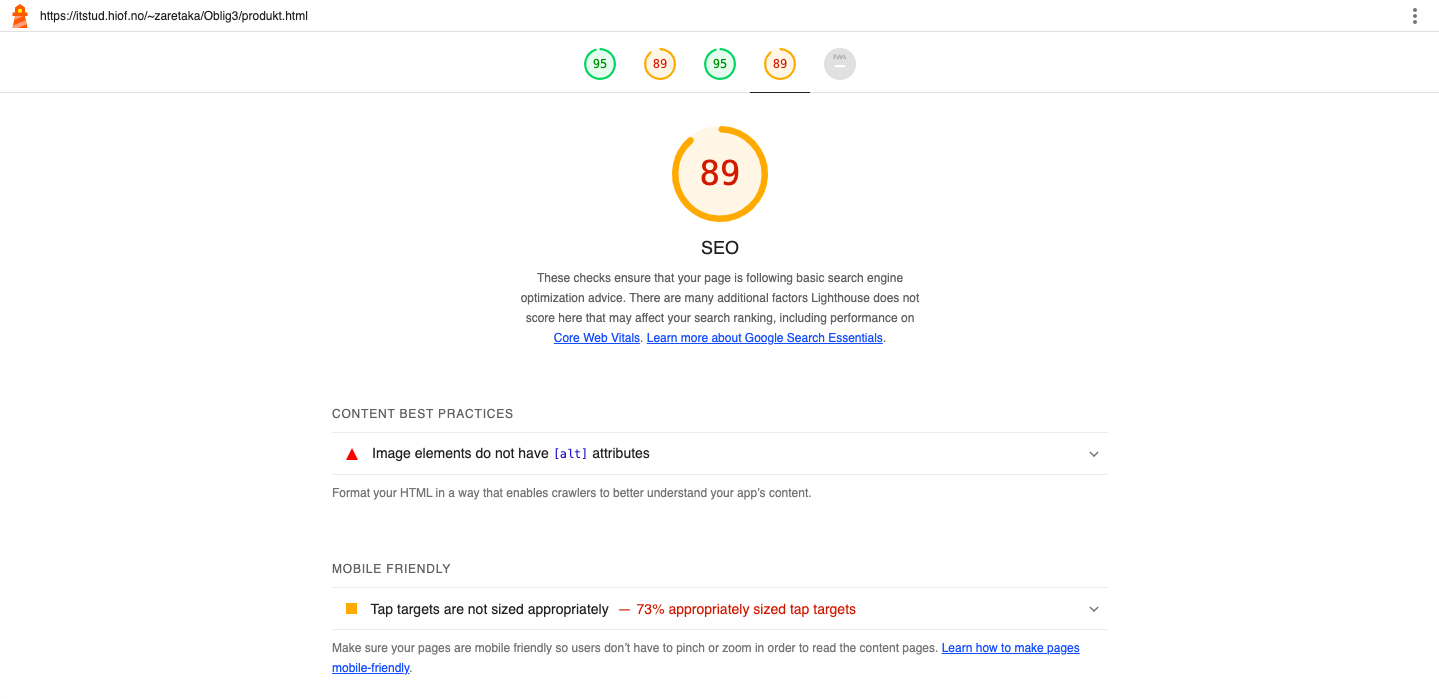 https://itstud.hiof.no/~zaretaka/Oblig3/produkt.html
95 89 95 89 PWA
89
SEO
These checks ensure that your page is following basic search engine
optimization advice. There are many additional factors Lighthouse does not
score here that may affect your search ranking, including performance on
Core Web Vitals. Learn more about Google Search Essentials.
CONTENT BEST PRACTICES
Image elements do not have [alt] attributes
Format your HTML in a way that enables crawlers to better understand your app’s content.
MOBILE FRIENDLY
Tap targets are not sized appropriately — 73% appropriately sized tap targets
Make sure your pages are mobile friendly so users don’t have to pinch or zoom in order to read the content pages. Learn how to make pages
mobile-friendly.